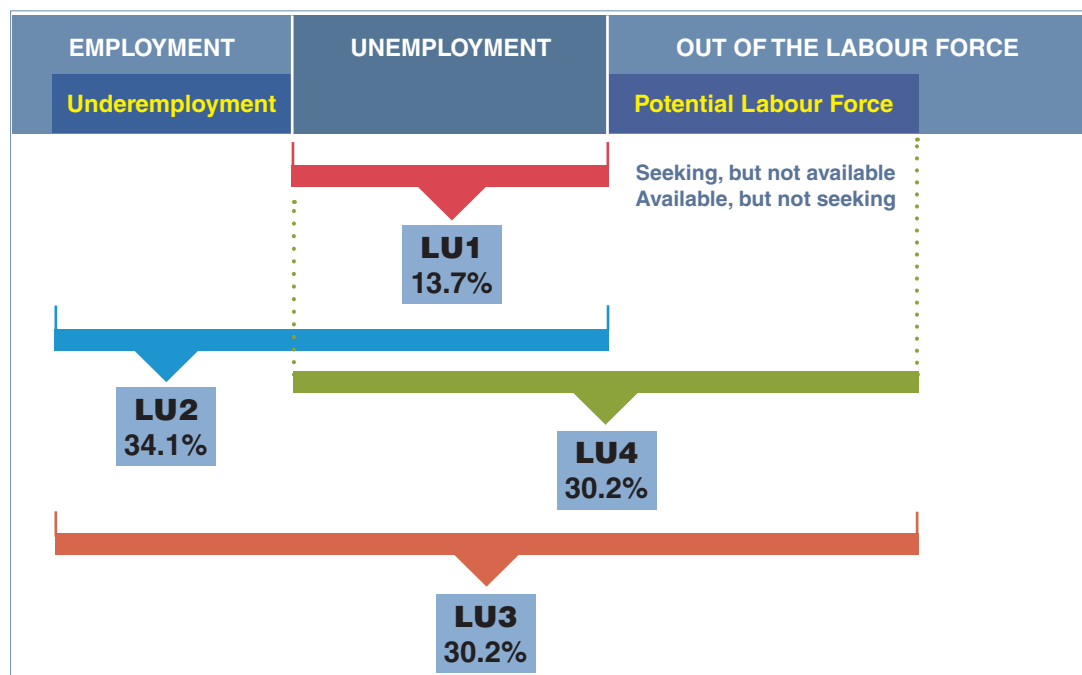 EMPLOYMENT
UNEMPLOYMENT
OUT OF THE LABOUR FORCE
Underemployment
Potential Labour Force
Seeking, but not available
Available, but not seeking
LU1
13.7%
LU2
34.1%
LU4
30.2%
LU3
30.2%